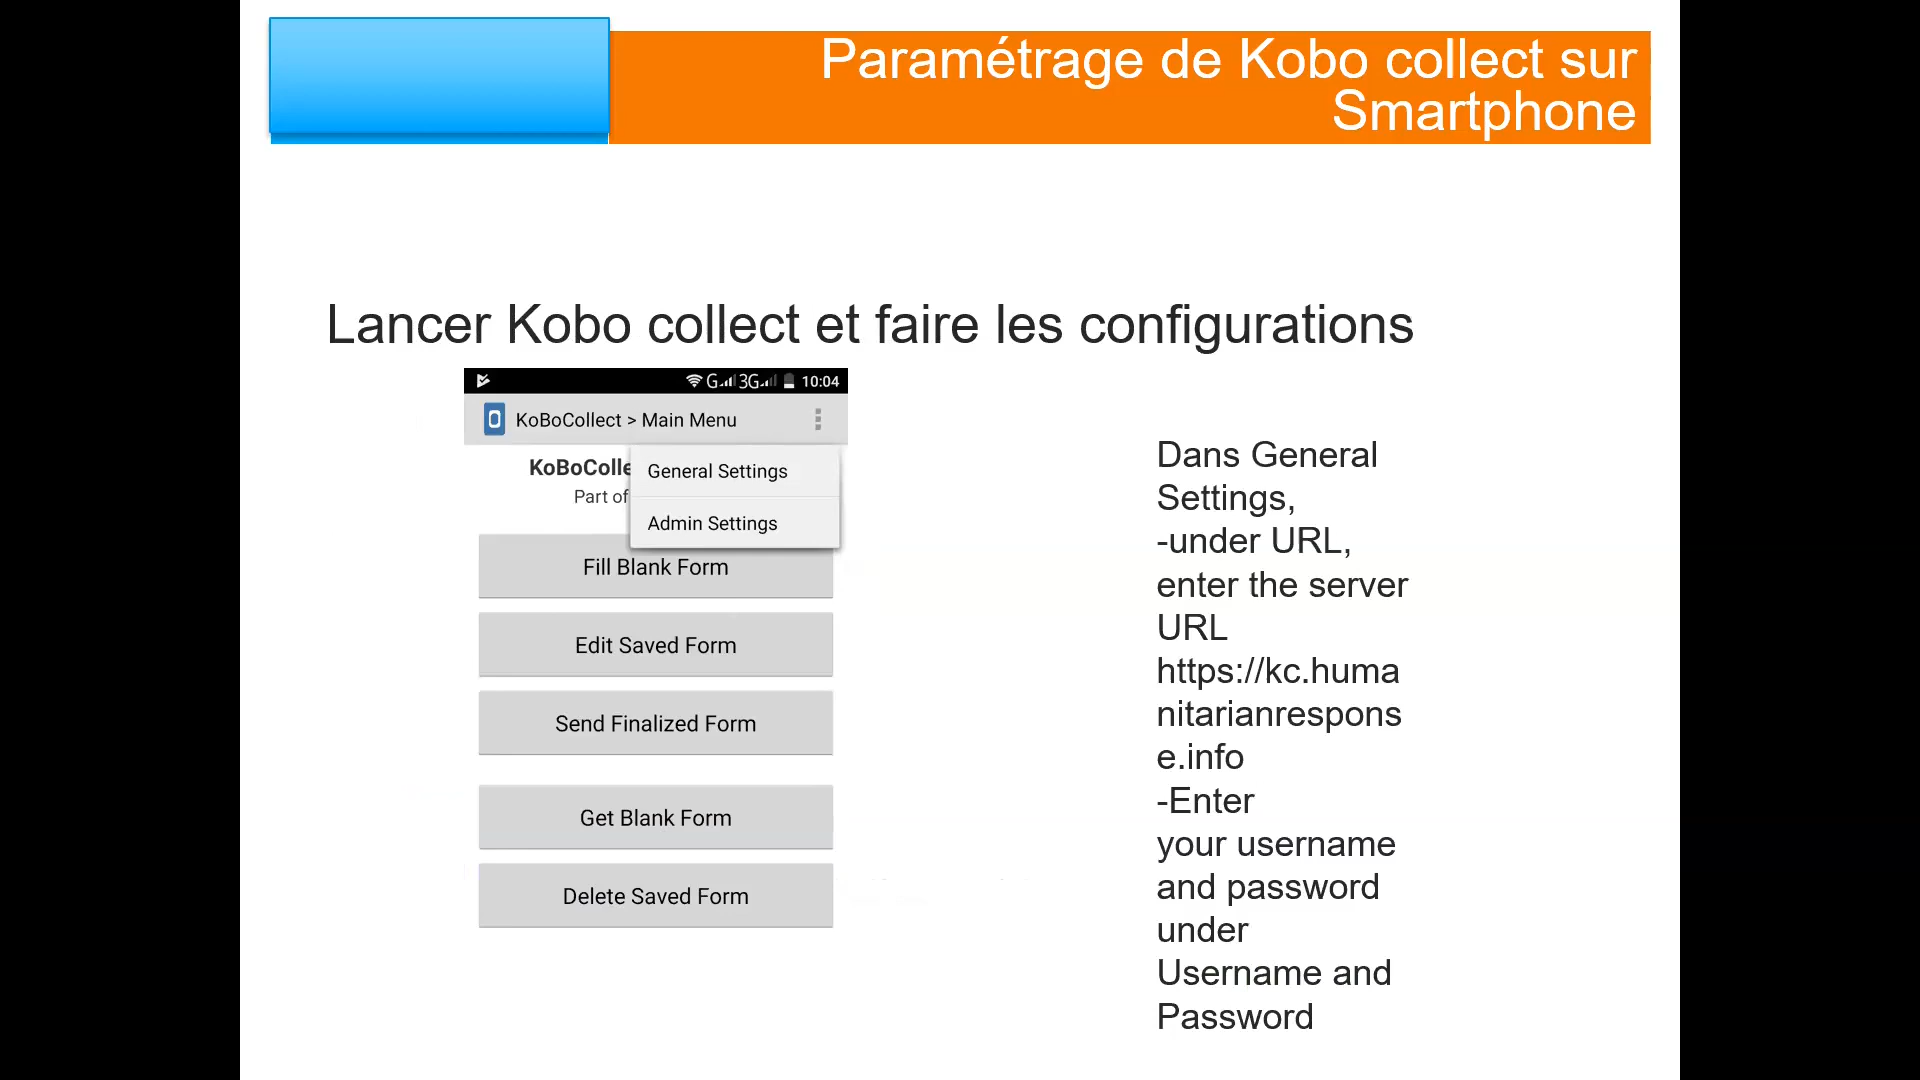 Paramétrage de Kobo collect sur
Smartphone
Lancer Kobo collect et faire les configurations
G 3G 10:04
KoBoCollect > Main Menu
KoBoColle
Part of
General Settings
Admin Settings
Fill Blank Form
Edit Saved Form
Send Finalized Form
Get Blank Form
Delete Saved Form
Dans General
Settings,
-under URL,
enter the server
URL
https://kc.huma
nitarianrespons
e.info
-Enter
your username
and password
under
Username and
Password